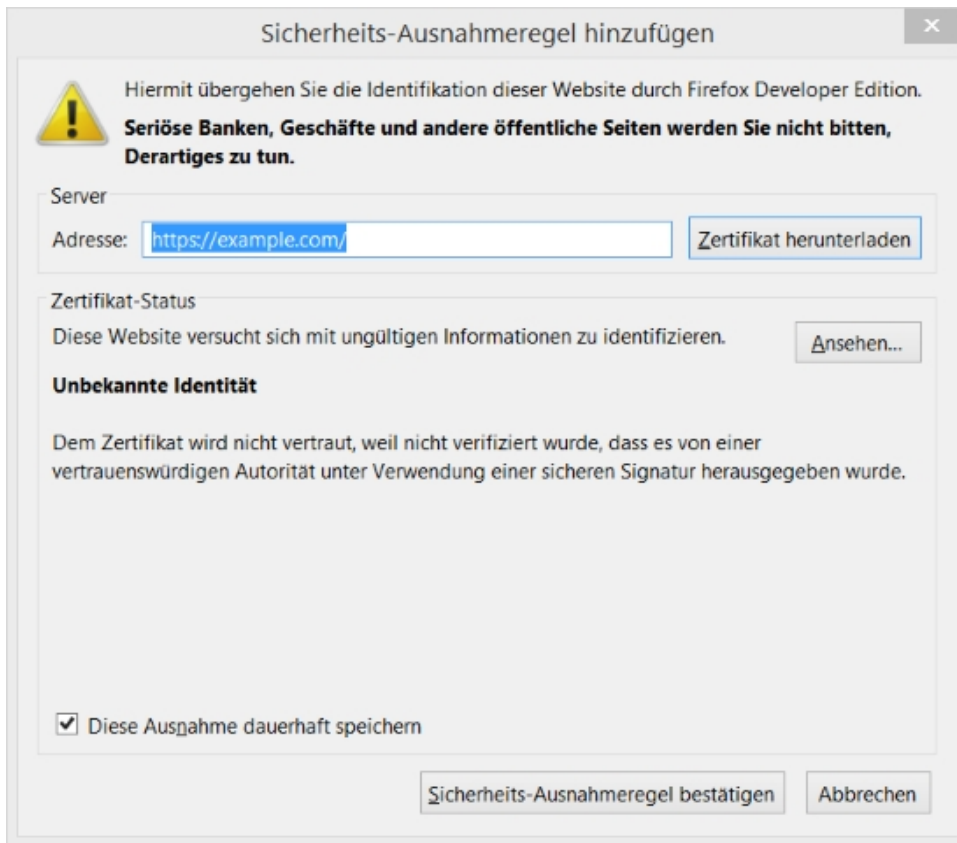 Sicherheits-Ausnahmeregel hinzufügen
Hiermit übergehen Sie die Identifikation dieser Website durch Firefox Developer Edition.
Seriöse Banken, Geschäfte und andere öffentliche Seiten werden Sie nicht bitten,
Derartiges zu tun.
Server
Adresse: https://example.com/ Zertifikat herunterladen
Zertifikat-Status
Diese Website versucht sich mit ungültigen Informationen zu identifizieren. Ansehen...
Unbekannte Identität
Dem Zertifikat wird nicht vertraut, weil nicht verifiziert wurde, dass es von einer
vertrauenswürdigen Autorität unter Verwendung einer sicheren Signatur herausgegeben wurde.
Diese Ausnahme dauerhaft speichern
Sicherheits-Ausnahmeregel bestätigen Abbrechen